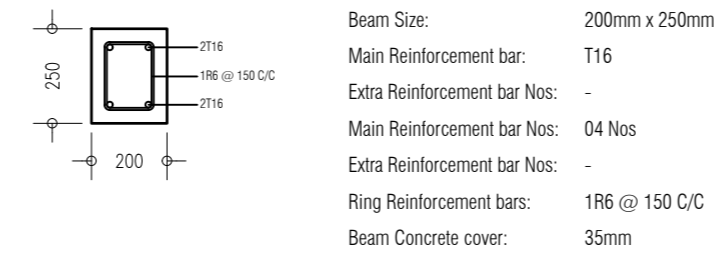 2T16
1R6 @ 150 C/C
2T16
250
200
Beam Size: 200mm x 250mm
Main Reinforcement bar: T16
Extra Reinforcement bar Nos: -
Main Reinforcement bar Nos: 04 Nos
Extra Reinforcement bar Nos: -
Ring Reinforcement bars: 1R6 @ 150 C/C
Beam Concrete cover: 35mm